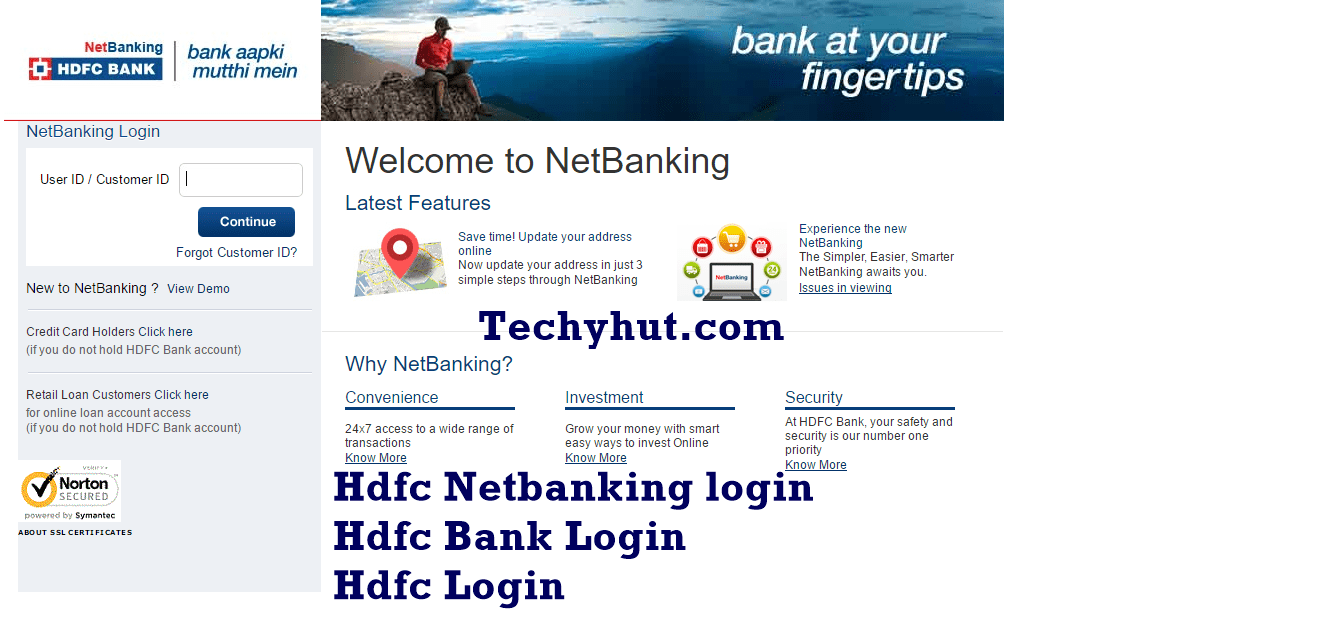 NetBanking
HDFC BANK
bank aapki
mutthi mein
bank at your
fingertips
NetBanking Login
User ID / Customer ID
Continue
Forgot Customer ID?
New to NetBanking ? View Demo
Credit Card Holders Click here
(if you do not hold HDFC Bank account)
Retail Loan Customers Click here
for online loan account access
(if you do not hold HDFC Bank account)
VERIFY
Norton
SECURED
powered by Symantec
ABOUT SSL CERTIFICATES
Welcome to NetBanking
Latest Features
Save time! Update your address
online
Now update your address in just 3
simple steps through NetBanking
24
NetBanking
Experience the new
NetBanking
The Simpler, Easier, Smarter
NetBanking awaits you.
Issues in viewing
Techyhut.com
Why NetBanking?
Convenience
24x7 access to a wide range of
transactions
Know More
Investment
Grow your money with smart
easy ways to invest Online
Know More
Security
At HDFC Bank, your safety and
security is our number one
priority
Know More
Hdfc Netbanking login
Hdfc Bank Login
Hdfc Login